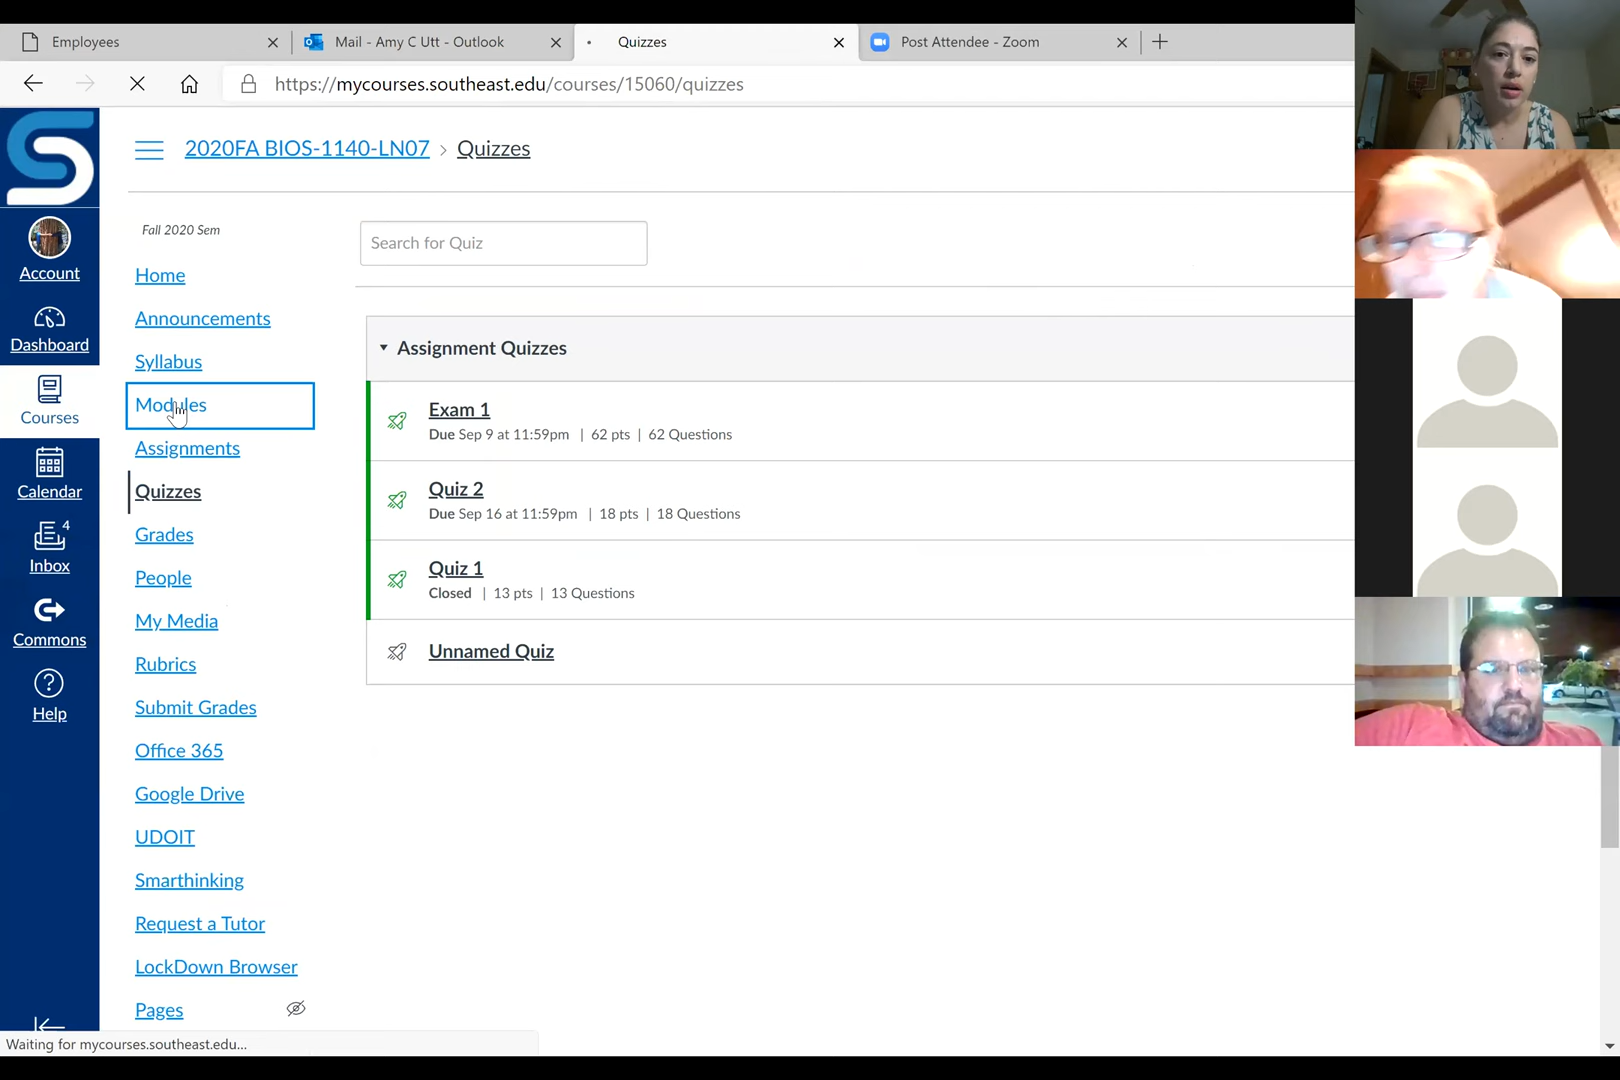 Employees
Mail - Amy C Utt - Outlook
Quizzes
Post Attendee - Zoom
https://mycourses.southeast.edu/courses/15060/quizzes
2020FA BIOS-1140-LN07 › Quizzes
Account
Dashboard
Courses
Calendar
4
Inbox
Commons
Help
Fall 2020 Sem
Home
Announcements
Syllabus
Modules
Assignments
Quizzes
Grades
People
My Media
Rubrics
Submit Grades
Office 365
Google Drive
UDOIT
Smarthinking
Request a Tutor
LockDown Browser
Pages
Search for Quiz
Assignment Quizzes
Exam 1
Due Sep 9 at 11:59pm | 62 pts | 62 Questions
Quiz 2
Due Sep 16 at 11:59pm | 18 pts | 18 Questions
Quiz 1
Closed | 13 pts | 13 Questions
Unnamed Quiz
Waiting for mycourses.southeast.edu...